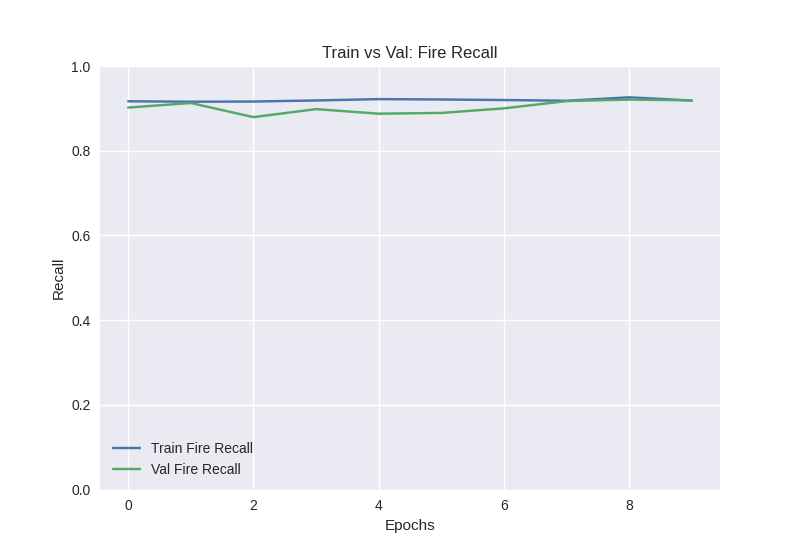 Train vs Val: Fire Recall
1.0
0.8
0.6
0.4
0.2
0.0
Recall
Train Fire Recall
Val Fire Recall
0 2 4 6 8
Epochs